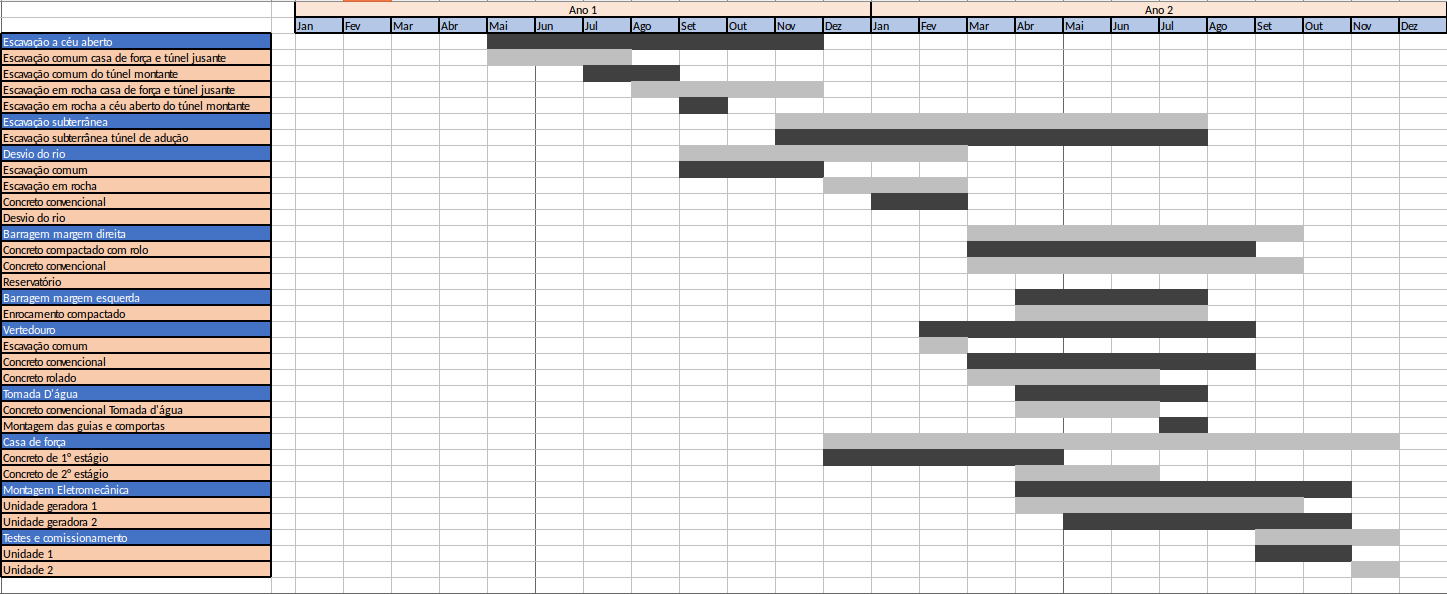 Ano 1 Ano 2
Jan Fev Mar Abr Mai Jun Jul Ago Set Out Nov Dez Jan Fev Mar Abr Mai Jun Jul Ago Set Out Nov Dez
Escavação a céu aberto
Escavação comum casa de força e túnel jusante
Escavação comum do túnel montante
Escavação em rocha casa de força e túnel jusante
Escavação em rocha a céu aberto do túnel montante
Escavação subterrânea
Escavação subterrânea túnel de adução
Desvio do rio
Escavação comum
Escavação em rocha
Concreto convencional
Desvio do rio
Barragem margem direita
Concreto compactado com rolo
Concreto convencional
Reservatório
Barragem margem esquerda
Enrocamento compactado
Vertedouro
Escavação comum
Concreto convencional
Concreto rolado
Tomada D'água
Concreto convencional Tomada d'água
Montagem das guias e comportas
Casa de força
Concreto de 1° estágio
Concreto de 2° estágio
Montagem Eletromecânica
Unidade geradora 1
Unidade geradora 2
Testes e comissionamento
Unidade 1
Unidade 2